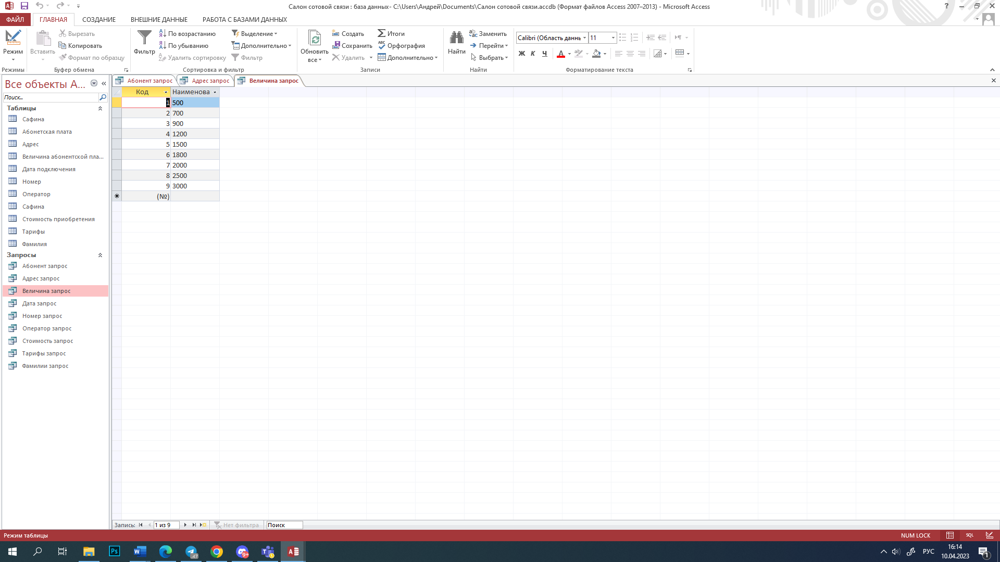 Салон сотовой связи : база данных- C:\Users\Андрей\Documents\Салон сотовой связи.accdb (Формат файлов Access 2007–2013) - Microsoft Access
ФАЙЛ ГЛАВНАЯ СОЗДАНИЕ ВНЕШНИЕ ДАННЫЕ РАБОТА С БАЗАМИ ДАННЫХ
Режим
Режимы
Вставить
Вырезать
Копировать
Формат по образцу
Буфер обмена
Фильтр
По возрастанию
По убыванию
Удалить сортировку
Выделение
Дополнительно
Фильтр
Сортировка и фильтр
Обновить
все
Создать
Сохранить
Удалить
Итоги
Орфография
Дополнительно
Записи
Найти
Заменить
Перейти
Выбрать
Найти
Calibri (Область даннь
11
Ж К Ч
Форматирование текста
Все объекты A...
Поиск...
Таблицы
Сафина
Абонетская плата
Адрес
Величина абонентской пла...
Дата подключения
Номер
Оператор
Сафина
Стоимость приобретения
Тарифы
Фамилия
Запросы
Абонент запрос
Адрес запрос
Величина запрос
Дата запрос
Номер запрос
Оператор запрос
Стоимость запрос
Тарифы запрос
Фамилии запрос
Абонент запрос Адрес запрос Величина запрос
Код Наименова
1 500
2 700
3 900
4 1200
5 1500
6 1800
7 2000
8 2500
9 3000
(№)
Запись: 1 из 9 Нет фильтра Поиск
Режим таблицы
NUM LOCK SQL
Ps
.47
9+
РУС
16:14
10.04.2023
1